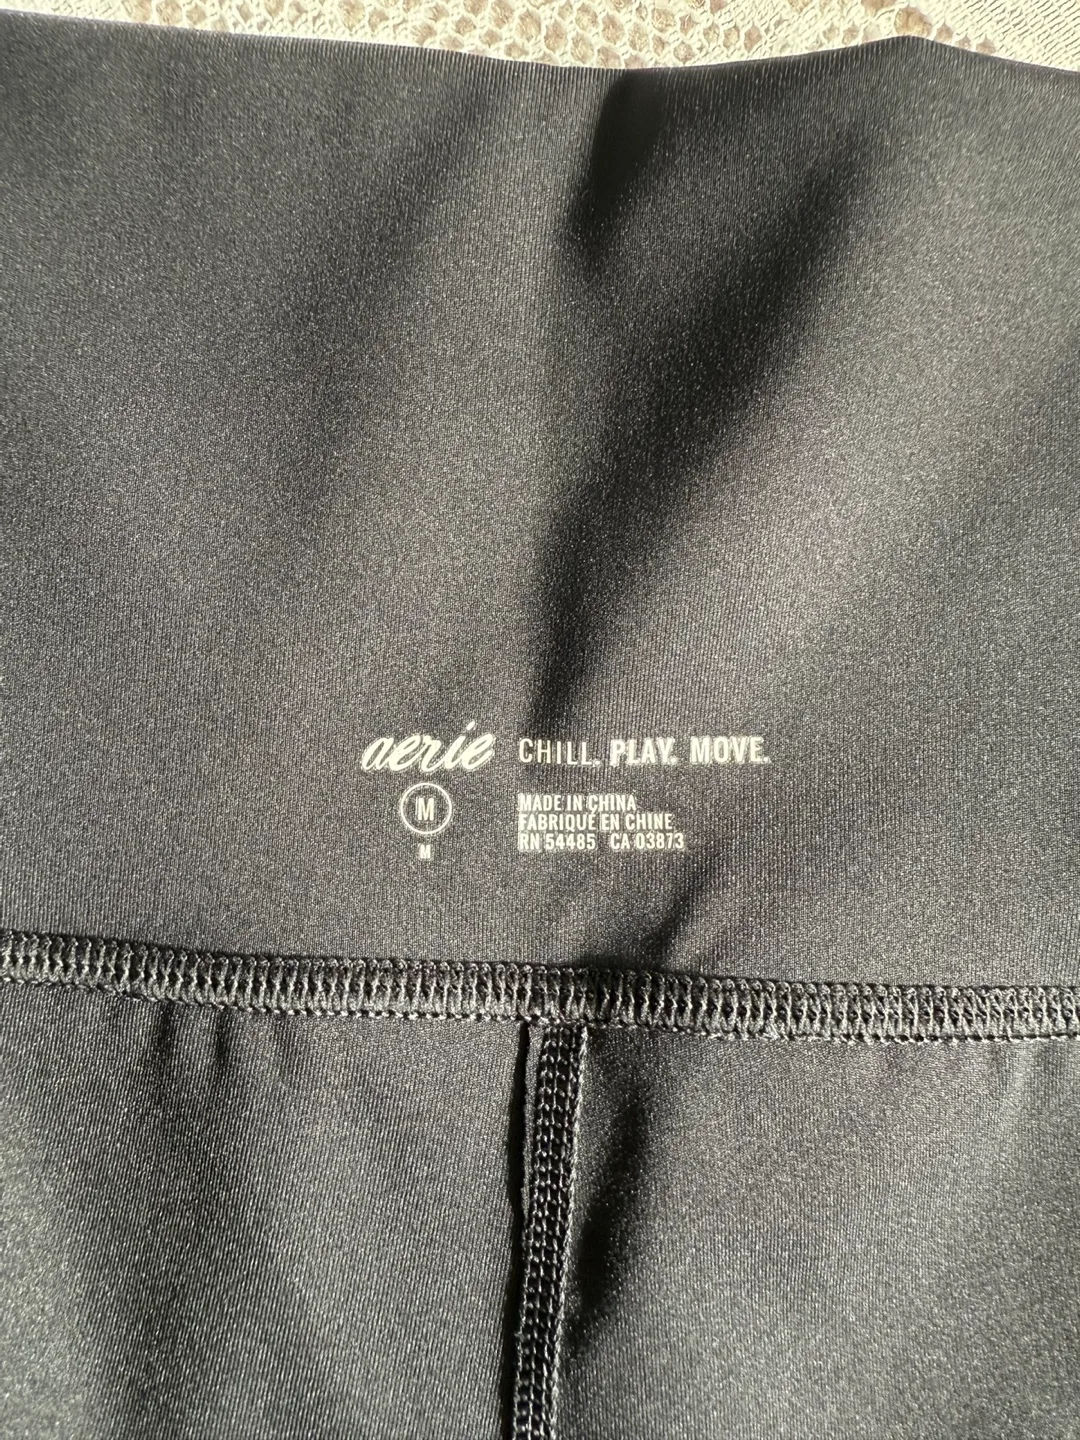 aerie CHILL. PLAY. MOVE.
M
M
MADE IN CHINA
FABRIQUÉ EN CHINE
RN 54485 CA 03873